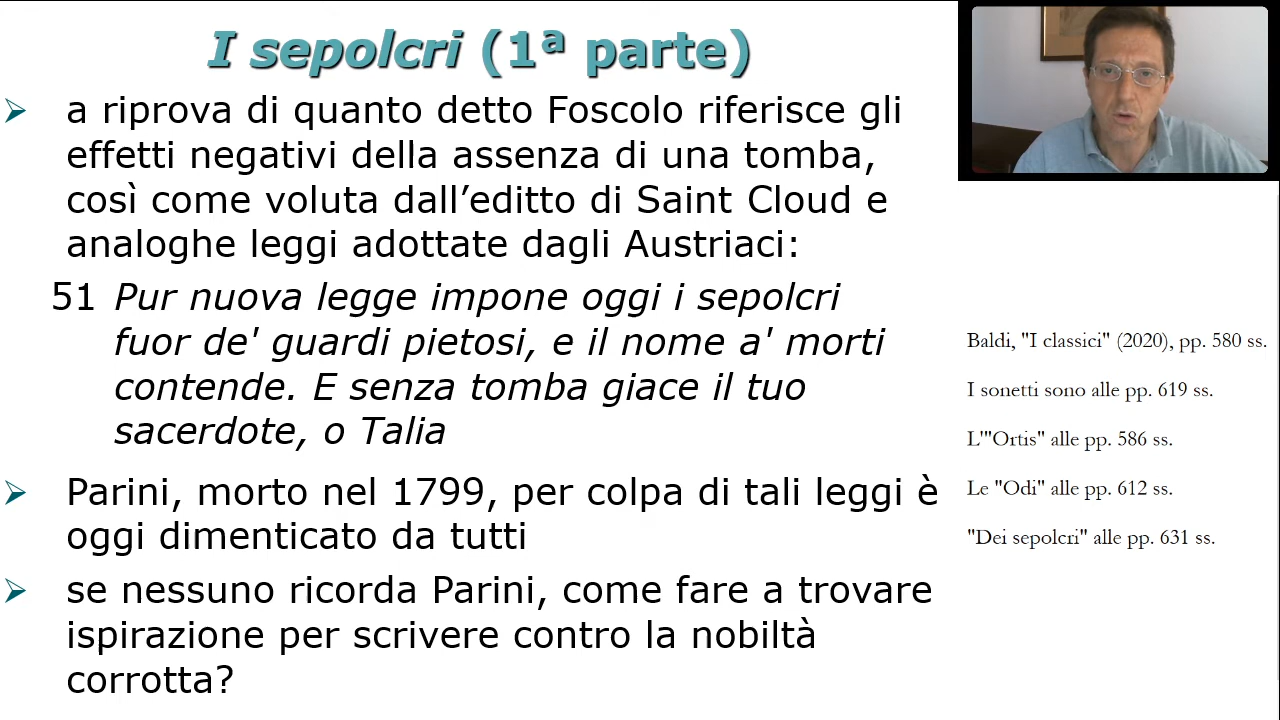 I sepolcri (1ª parte)
a riprova di quanto detto Foscolo riferisce gli
effetti negativi della assenza di una tomba,
così come voluta dall’editto di Saint Cloud e
analoghe leggi adottate dagli Austriaci:
51 Pur nuova legge impone oggi i sepolcri
fuor de' guardi pietosi, e il nome a' morti
contende. E senza tomba giace il tuo
sacerdote, o Talia
Parini, morto nel 1799, per colpa di tali leggi è
oggi dimenticato da tutti
se nessuno ricorda Parini, come fare a trovare
ispirazione per scrivere contro la nobiltà
corrotta?
Baldi, "I classici" (2020), pp. 580 ss.
I sonetti sono alle pp. 619 ss.
L'"Ortis" alle pp. 586 ss.
Le "Odi" alle pp. 612 ss.
"Dei sepolcri" alle pp. 631 ss.